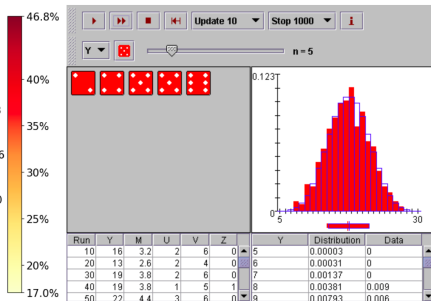 46.8%
40%
35%
30%
25%
20%
17.0%
Update 10 Stop 1000 i
Y n = 5
0.123
0
5 30
Run Y M U V Z
10 16 3.2 2 6 0
20 13 2.6 2 4 0
30 19 3.8 2 6 0
40 19 3.8 1 5 1
50 22 4.4 3 6 0
Y Distribution Data
5 0.00003 0
6 0.00031 0
7 0.00137 0
8 0.00381 0.009
9 0.00793 0.006